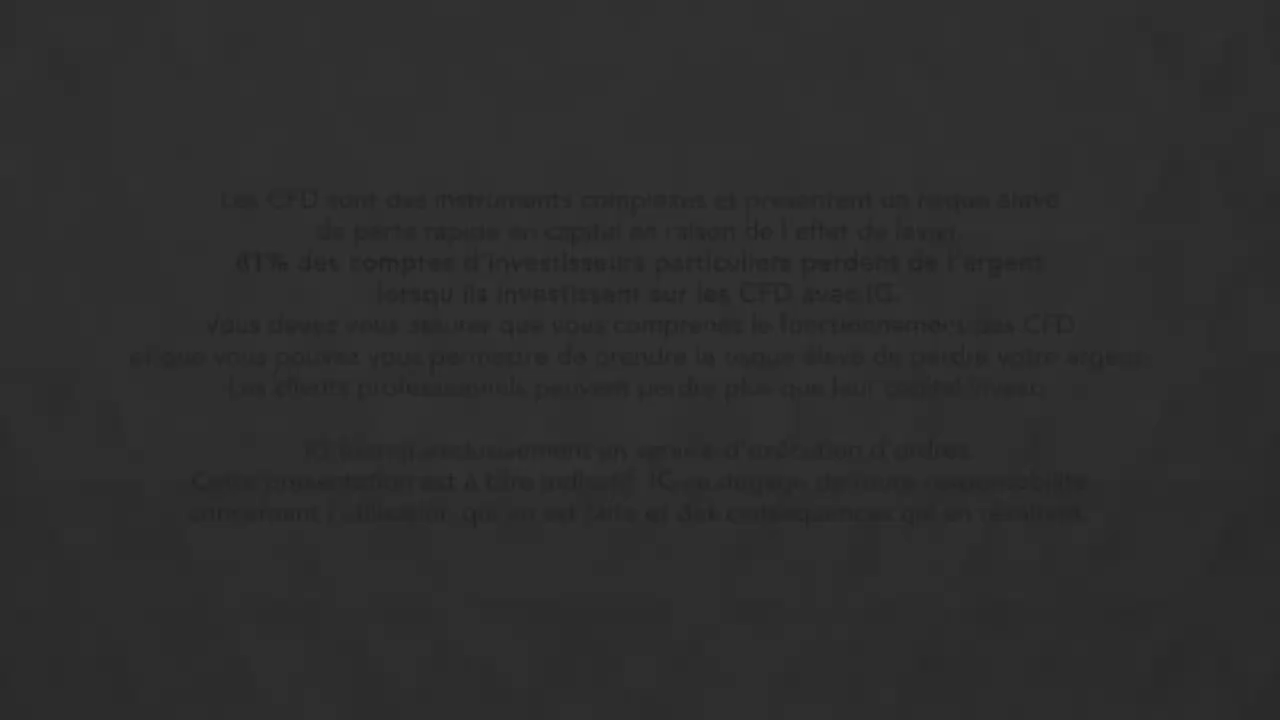 Les CFD sont des instruments complexes et présentent un risque élevé
de perte rapide en capital en raison de l'effet de levier.
des comptes d'investisseurs particuliers perdent de l'argent
lorsqu'ils investissent sur les CFD avec IG.
Vous devez vous assurer que vous comprenez le fonctionnement des CFD
et que vous pouvez vous permettre de prendre le risque élevé de perdre votre argent.
Les clients professionnels peuvent perdre plus que leur capital investi.
IG fournit exclusivement un service d'exécution d'ordres.
Cette présentation est à titre indicatif. IG se dégage de toute responsabilité
concernant l'utilisation qui en est faite et des conséquences qui en résultent.